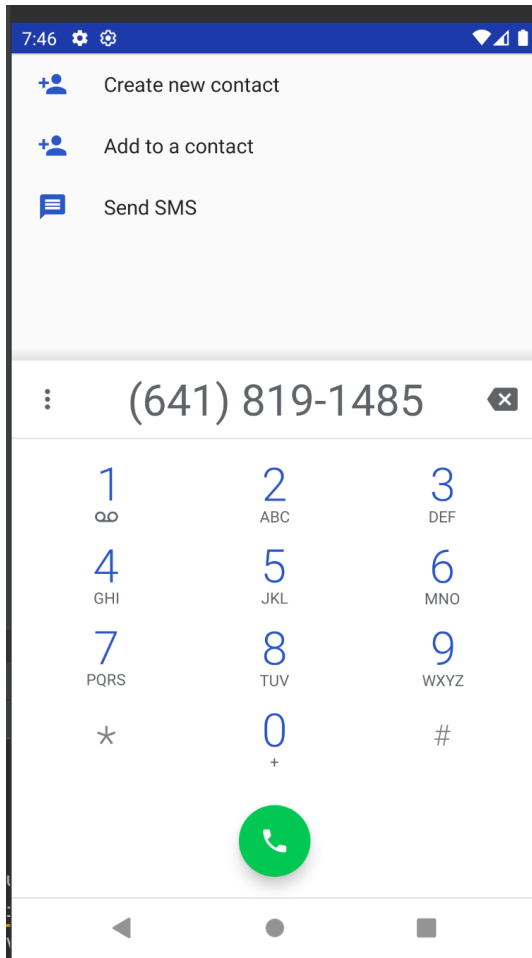 7:46
Create new contact
Add to a contact
Send SMS
(641) 819-1485
1 2 3
ABC DEF
4 5 6
GHI JKL MNO
7 8 9
PQRS TUV WXYZ
* 0 #
+